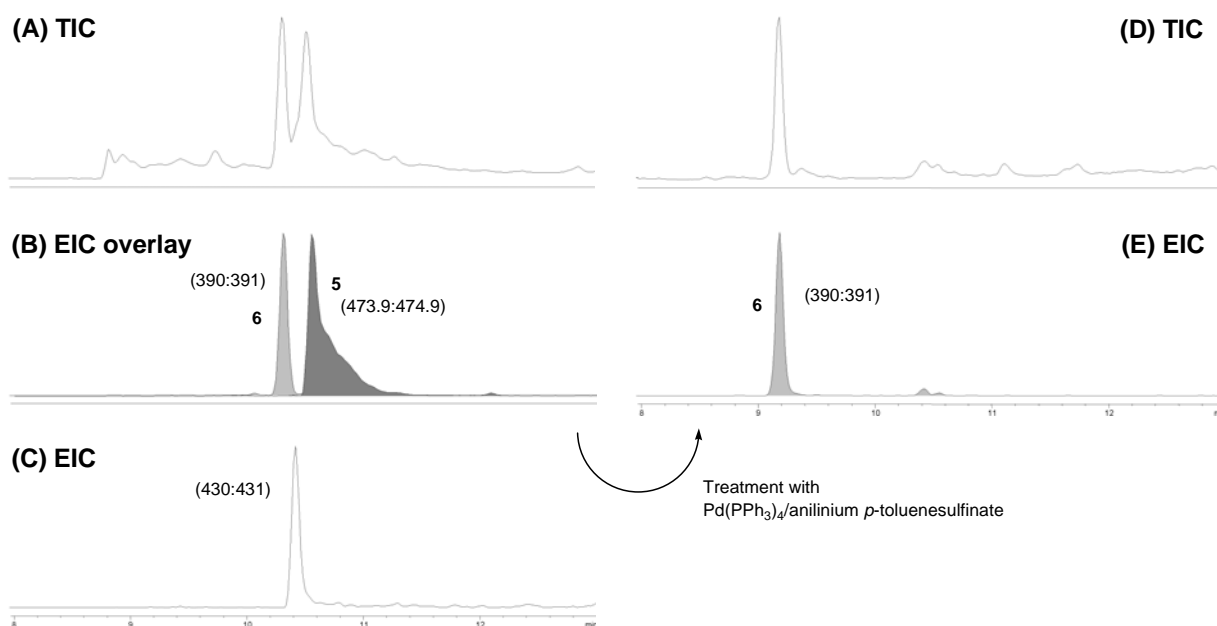 (A) TIC
(D) TIC
(B) EIC overlay
(E) EIC
(390:391)
5
(473.9:474.9)
6
6
(390:391)
8
9
10
11
12
(C) EIC
(430:431)
Treatment with
Pd(PPh3)4/anilinium p-toluenesulfinate
8
9
10
11
12